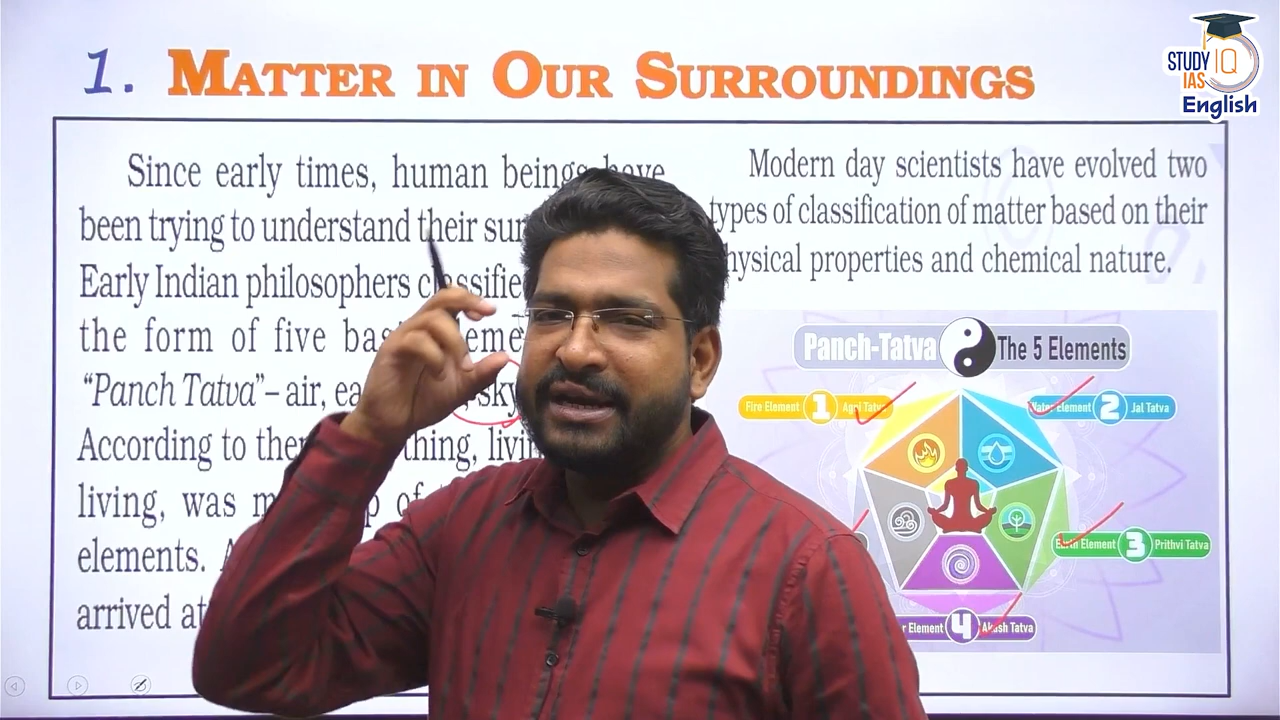 1. MATTER IN OUR SURROUNDINGS
STUDY IQ
IAS
English
Since early times, human beings have
been trying to understand their
Early Indian philosophers
the form of five
"Panch Tatva" – air, sky
According to thing,
living, was of
elements.
arrived at
Modern day scientists have evolved two
types of classification of matter based on their
physical properties and chemical nature.
Panch-Tatva The 5 Elements
Fire Element 1 Agni Tatva
Water Element 2 Jal Tatva
Earth Element 3 Prithvi Tatva
Element 4 Akash Tatva